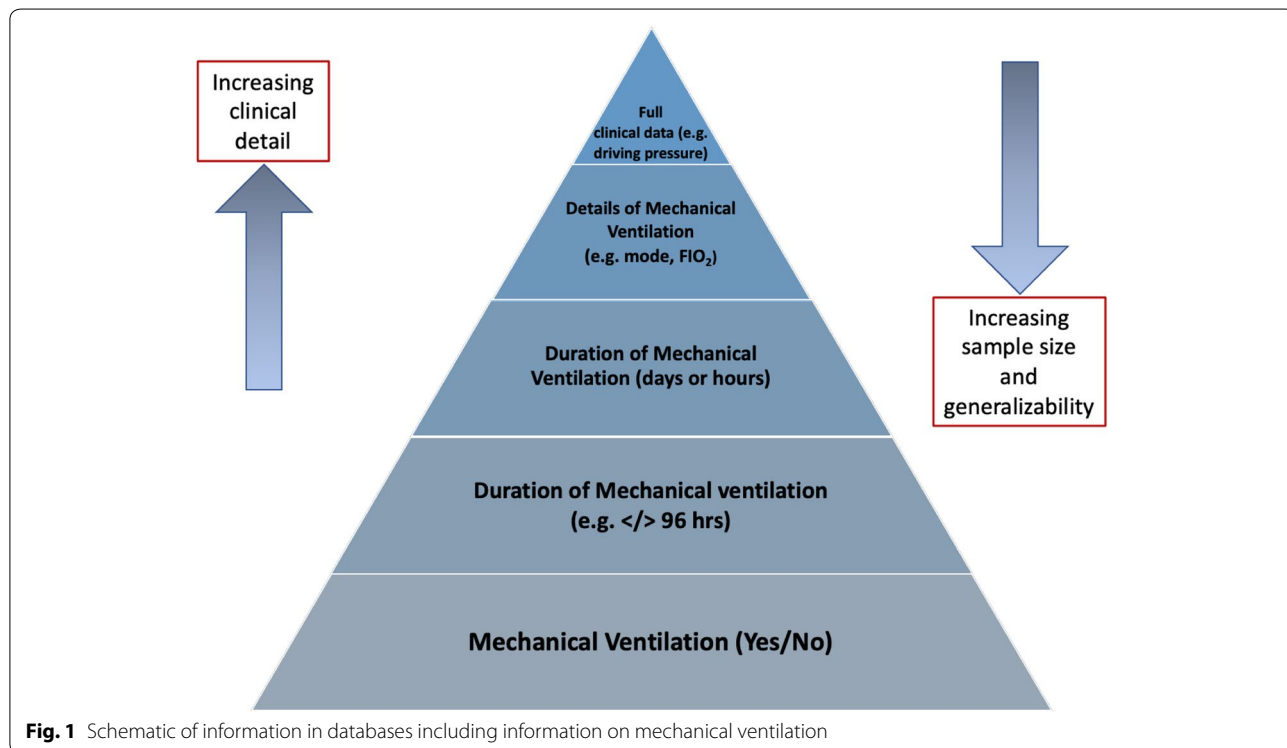 Increasing
clinical
detail
Full
clinical data (e.g.
driving pressure)
Details of Mechanical
Ventilation
(e.g. mode, FIO₂)
Duration of Mechanical
Ventilation (days or hours)
Duration of Mechanical ventilation
(e.g. </> 96 hrs)
Mechanical Ventilation (Yes/No)
Increasing
sample size
and
generalizability
Fig. 1 Schematic of information in databases including information on mechanical ventilation